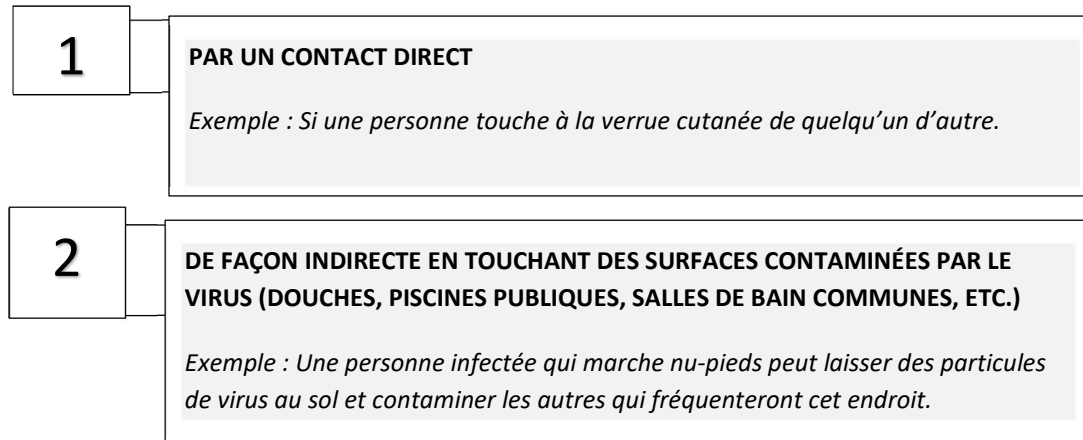 1
PAR UN CONTACT DIRECT
Exemple : Si une personne touche à la verrue cutanée de quelqu’un d’autre.
2
DE FAÇON INDIRECTE EN TOUCHANT DES SURFACES CONTAMINÉES PAR LE
VIRUS (DOUCHES, PISCINES PUBLIQUES, SALLES DE BAIN COMMUNES, ETC.)
Exemple : Une personne infectée qui marche nu-pieds peut laisser des particules
de virus au sol et contaminer les autres qui fréquenteront cet endroit.